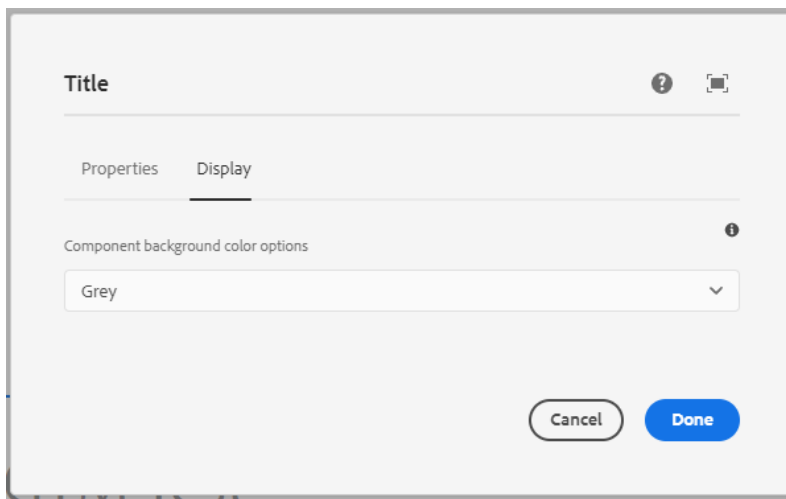 Title
Properties Display
Component background color options
Grey
Cancel Done